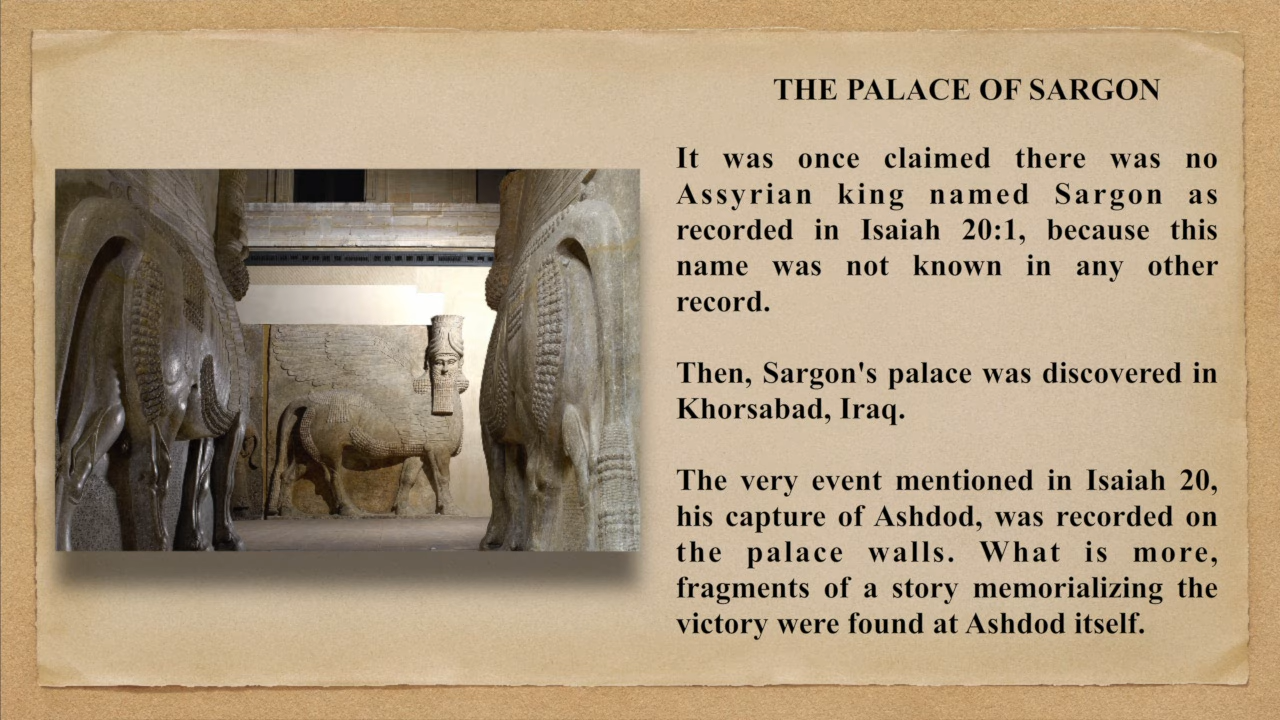 THE PALACE OF SARGON
It was once claimed there was no
Assyrian king named Sargon as
recorded in Isaiah 20:1, because this
name was not known in any other
record.
Then, Sargon's palace was discovered in
Khorsabad, Iraq.
The very event mentioned in Isaiah 20,
his capture of Ashdod, was recorded on
the palace walls. What is more,
fragments of a story memorializing the
victory were found at Ashdod itself.